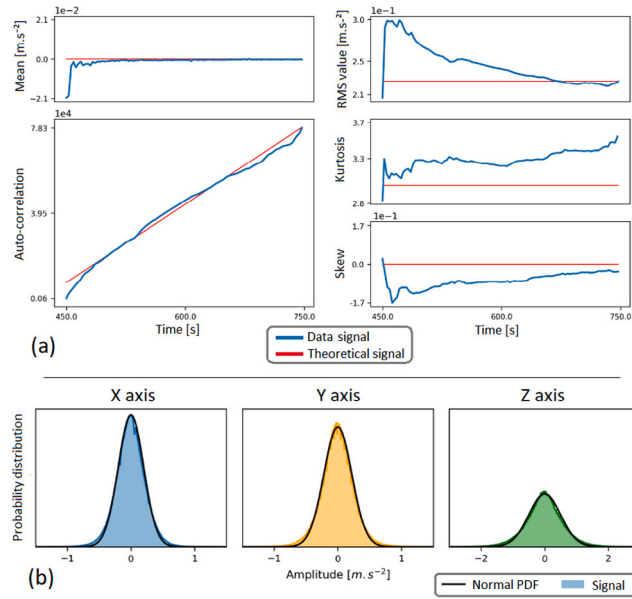 1e−2
2.1
0.0
−2.1
Mean [m.s⁻²]
1e4
7.83
3.95
0.06
Auto-correlation
450.0 600.0 750.0
Time [s]
1e−1
3.0
2.5
2.1
RMS value [m.s⁻²]
3.7
3.3
2.8
Kurtosis
1e−1
1.7
0.0
−1.7
Skew
450.0 600.0 750.0
Time [s]
(a)
Data signal
Theoretical signal
X axis Y axis Z axis
Probability distribution
−1 0 1 −1 0 1 −2 0 2
Amplitude [m.s⁻²]
(b)
Normal PDF Signal